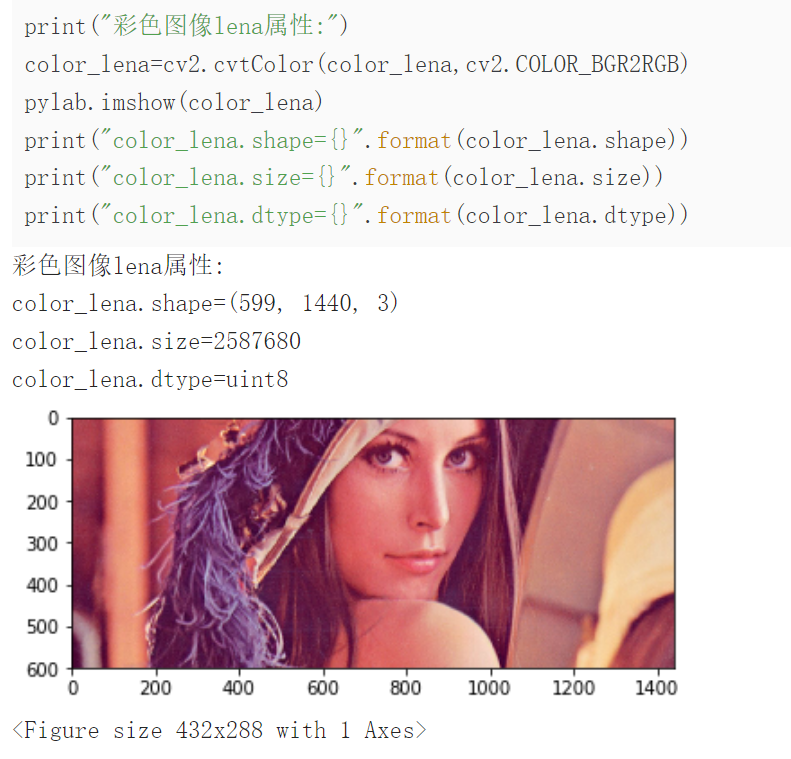 print("彩色图像lena属性:")
color_lena=cv2.cvtColor(color_lena,cv2.COLOR_BGR2RGB)
pylab.imshow(color_lena)
print("color_lena.shape={}".format(color_lena.shape))
print("color_lena.size={}".format(color_lena.size))
print("color_lena.dtype={}".format(color_lena.dtype))
彩色图像lena属性:
color_lena.shape=(599, 1440, 3)
color_lena.size=2587680
color_lena.dtype=uint8
0
100
200
300
400
500
600
0 200 400 600 800 1000 1200 1400
<Figure size 432x288 with 1 Axes>